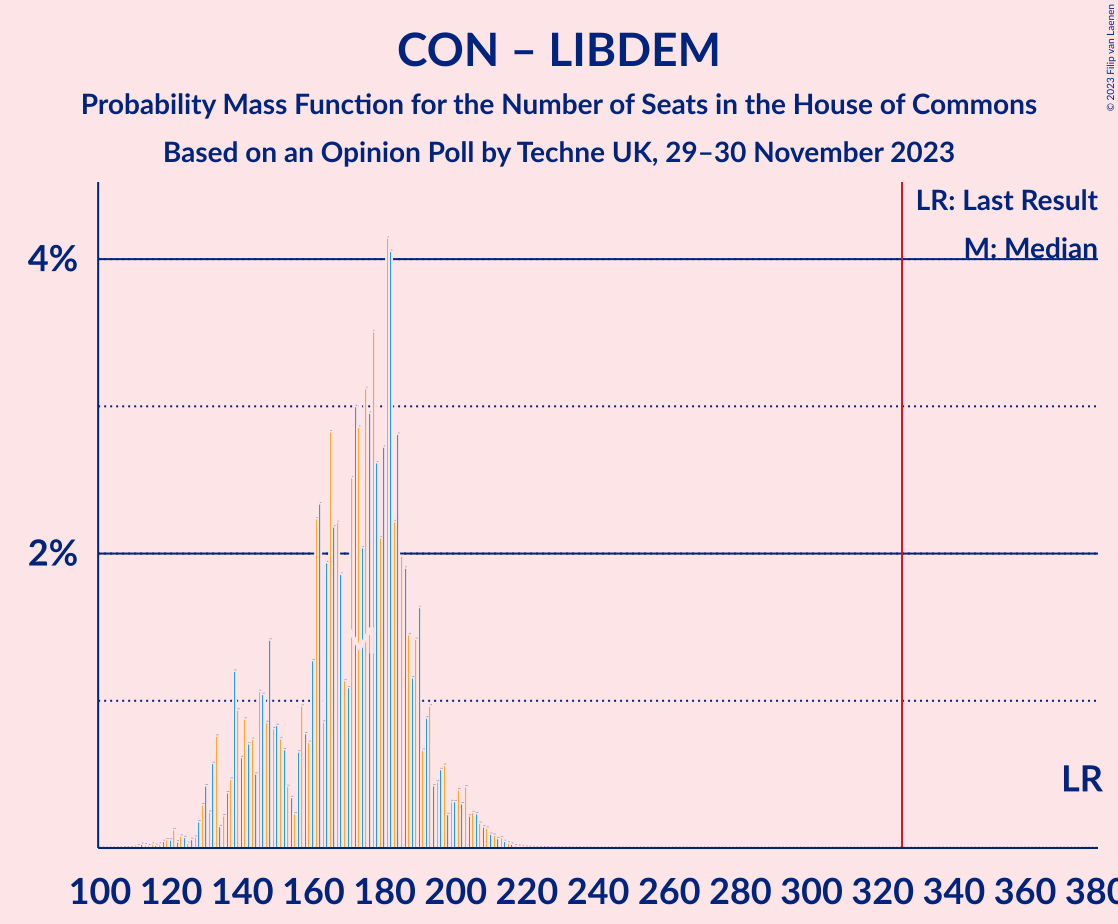 CON – LIBDEM
Probability Mass Function for the Number of Seats in the House of Commons
Based on an Opinion Poll by Techne UK, 29–30 November 2023
© 2023 Filip van Laenen
LR: Last Result
M: Median
4%
2%
LR
100 120 140 160 180 200 220 240 260 280 300 320 340 360 380